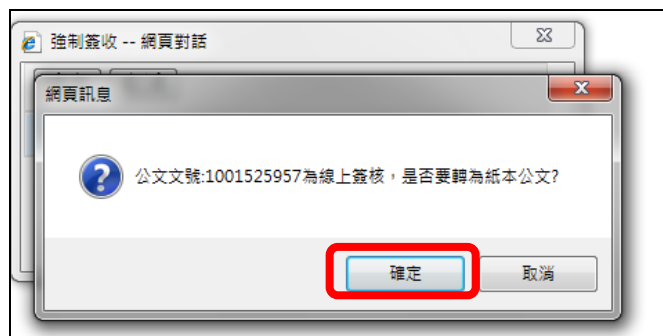 強制簽收 -- 網頁對話
網頁訊息
公文文號:1001525957為線上簽核，是否要轉為紙本公文?
確定
取消